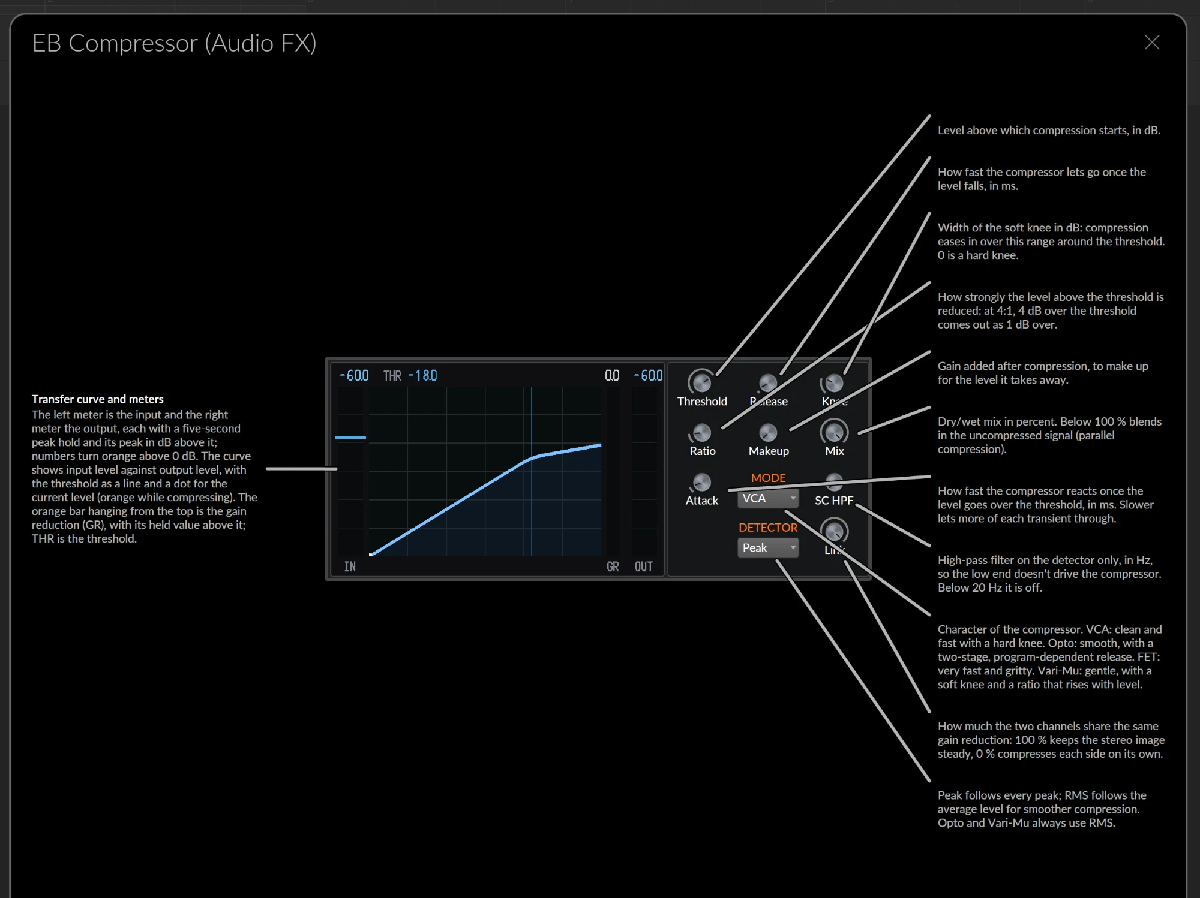 EB Compressor (Audio FX)
Level above which compression starts, in dB.
How fast the compressor lets go once the
level falls, in ms.
Width of the soft knee in dB: compression
eases in over this range around the threshold.
0 is a hard knee.
How strongly the level above the threshold is
reduced: at 4:1, 4 dB over the threshold
comes out as 1 dB over.
Gain added after compression, to make up
for the level it takes away.
Dry/wet mix in percent. Below 100 % blends
in the uncompressed signal (parallel
compression).
How fast the compressor reacts once the
level goes over the threshold, in ms. Slower
lets more of each transient through.
High-pass filter on the detector only, in Hz,
so the low end doesn't drive the compressor.
Below 20 Hz it is off.
Character of the compressor. VCA: clean and
fast with a hard knee. Opto: smooth, with a
two-stage, program-dependent release. FET:
very fast and gritty. Vari-Mu: gentle, with a
soft knee and a ratio that rises with level.
How much the two channels share the same
gain reduction: 100 % keeps the stereo image
steady, 0 % compresses each side on its own.
Peak follows every peak; RMS follows the
average level for smoother compression.
Opto and Vari-Mu always use RMS.
Transfer curve and meters
The left meter is the input and the right
meter the output, each with a five-second
peak hold and its peak in dB above it;
numbers turn orange above 0 dB. The curve
shows input level against output level, with
the threshold as a line and a dot for the
current level (orange while compressing). The
orange bar hanging from the top is the gain
reduction (GR), with its held value above it;
THR is the threshold.
-60.0 THR -18.0 0.0 -60.0
IN GR OUT
Threshold Release Knee
Ratio Makeup Mix
MODE
Attack VCA SC HPF
DETECTOR
Peak Link